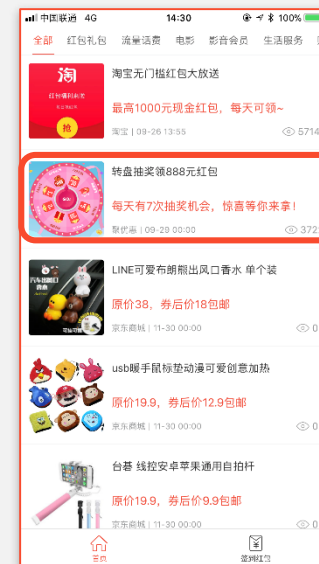 中国联通 4G 14:30 100%
全部 红包礼包 流量话费 电影 影音会员 生活服务
淘
抢
淘宝无门槛红包大放送
最高1000元现金红包，每天可领~
淘宝 | 09-26 13:55 5714
转盘抽奖领888元红包
每天有7次抽奖机会，惊喜等你来拿！
聚优惠 | 09-29 00:00 372
LINE可爱布朗熊出风口香水 单个装
原价38，券后价18包邮
京东商城 | 11-30 00:00 0
usb暖手鼠标垫动漫可爱创意加热
原价19.9，券后价12.9包邮
京东商城 | 11-30 00:00 0
台碁 线控安卓苹果通用自拍杆
原价19.9，券后价9.9包邮
京东商城 | 11-30 00:00 0
首页 签到红包